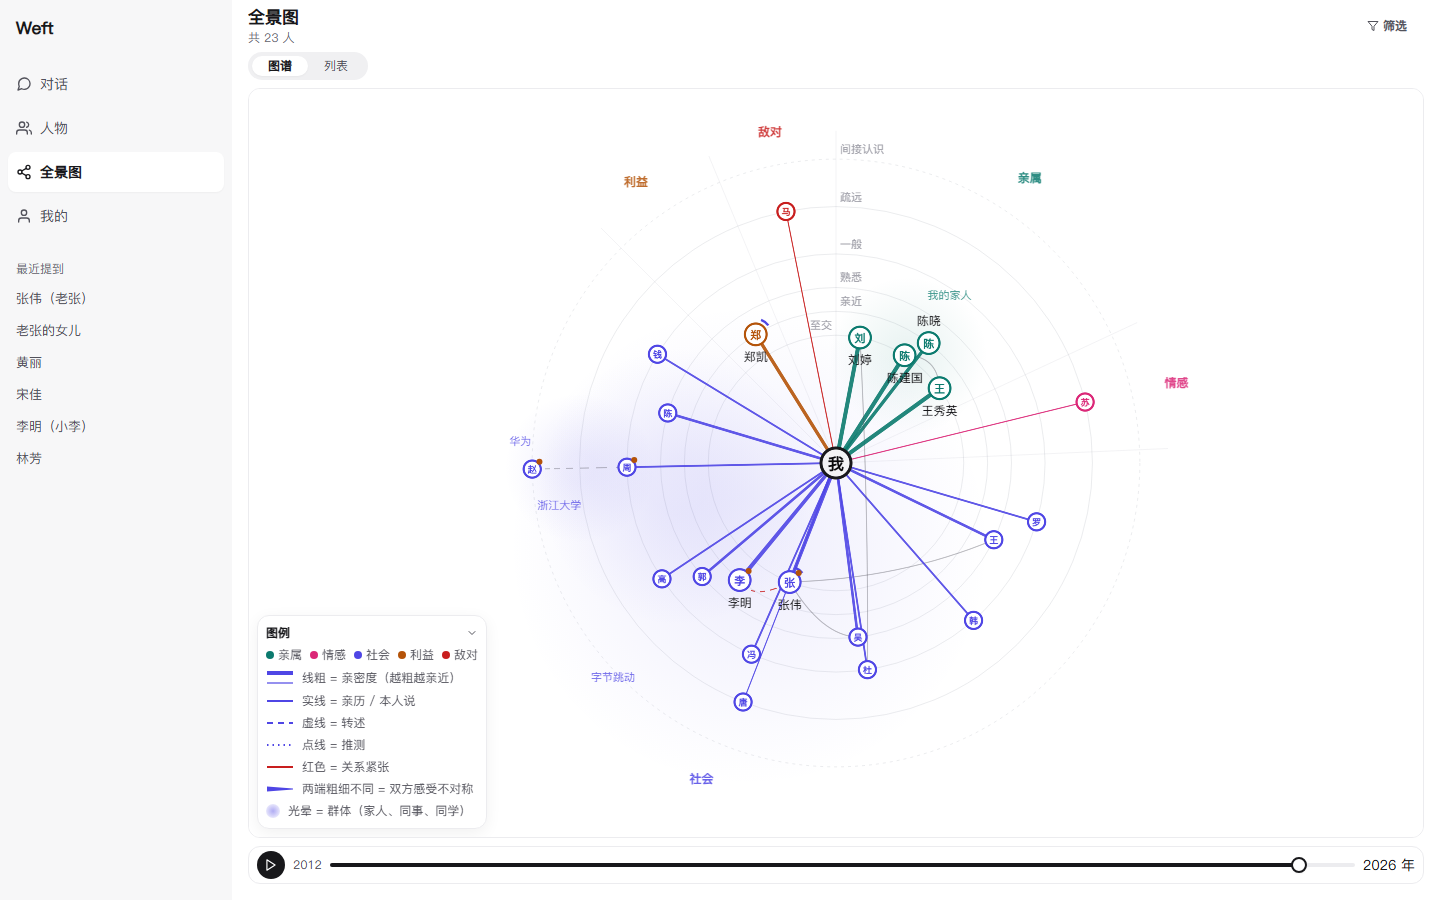 Weft
对话
人物
全景图
我的
最近提到
张伟（老张）
老张的女儿
黄丽
宋佳
李明（小李）
林芳
全景图
共 23 人
筛选
图谱
列表
敌对
间接认识
利益
亲属
疏远
马
一般
熟悉
我的家人
亲近
陈晓
至交
郑
刘
陈
郑凯
刘婷
陈
钱
陈建国
情感
王
王秀英
苏
陈
华为
我
赵
周
浙江大学
罗
王
高
郭
李
张
李明
张伟
韩
吴
冯
杜
字节跳动
唐
社会
图例
亲属 情感 社会 利益 敌对
线粗 = 亲密度（越粗越亲近）
实线 = 亲历 / 本人说
虚线 = 转述
点线 = 推测
红色 = 关系紧张
两端粗细不同 = 双方感受不对称
光晕 = 群体（家人、同事、同学）
2012
2026 年